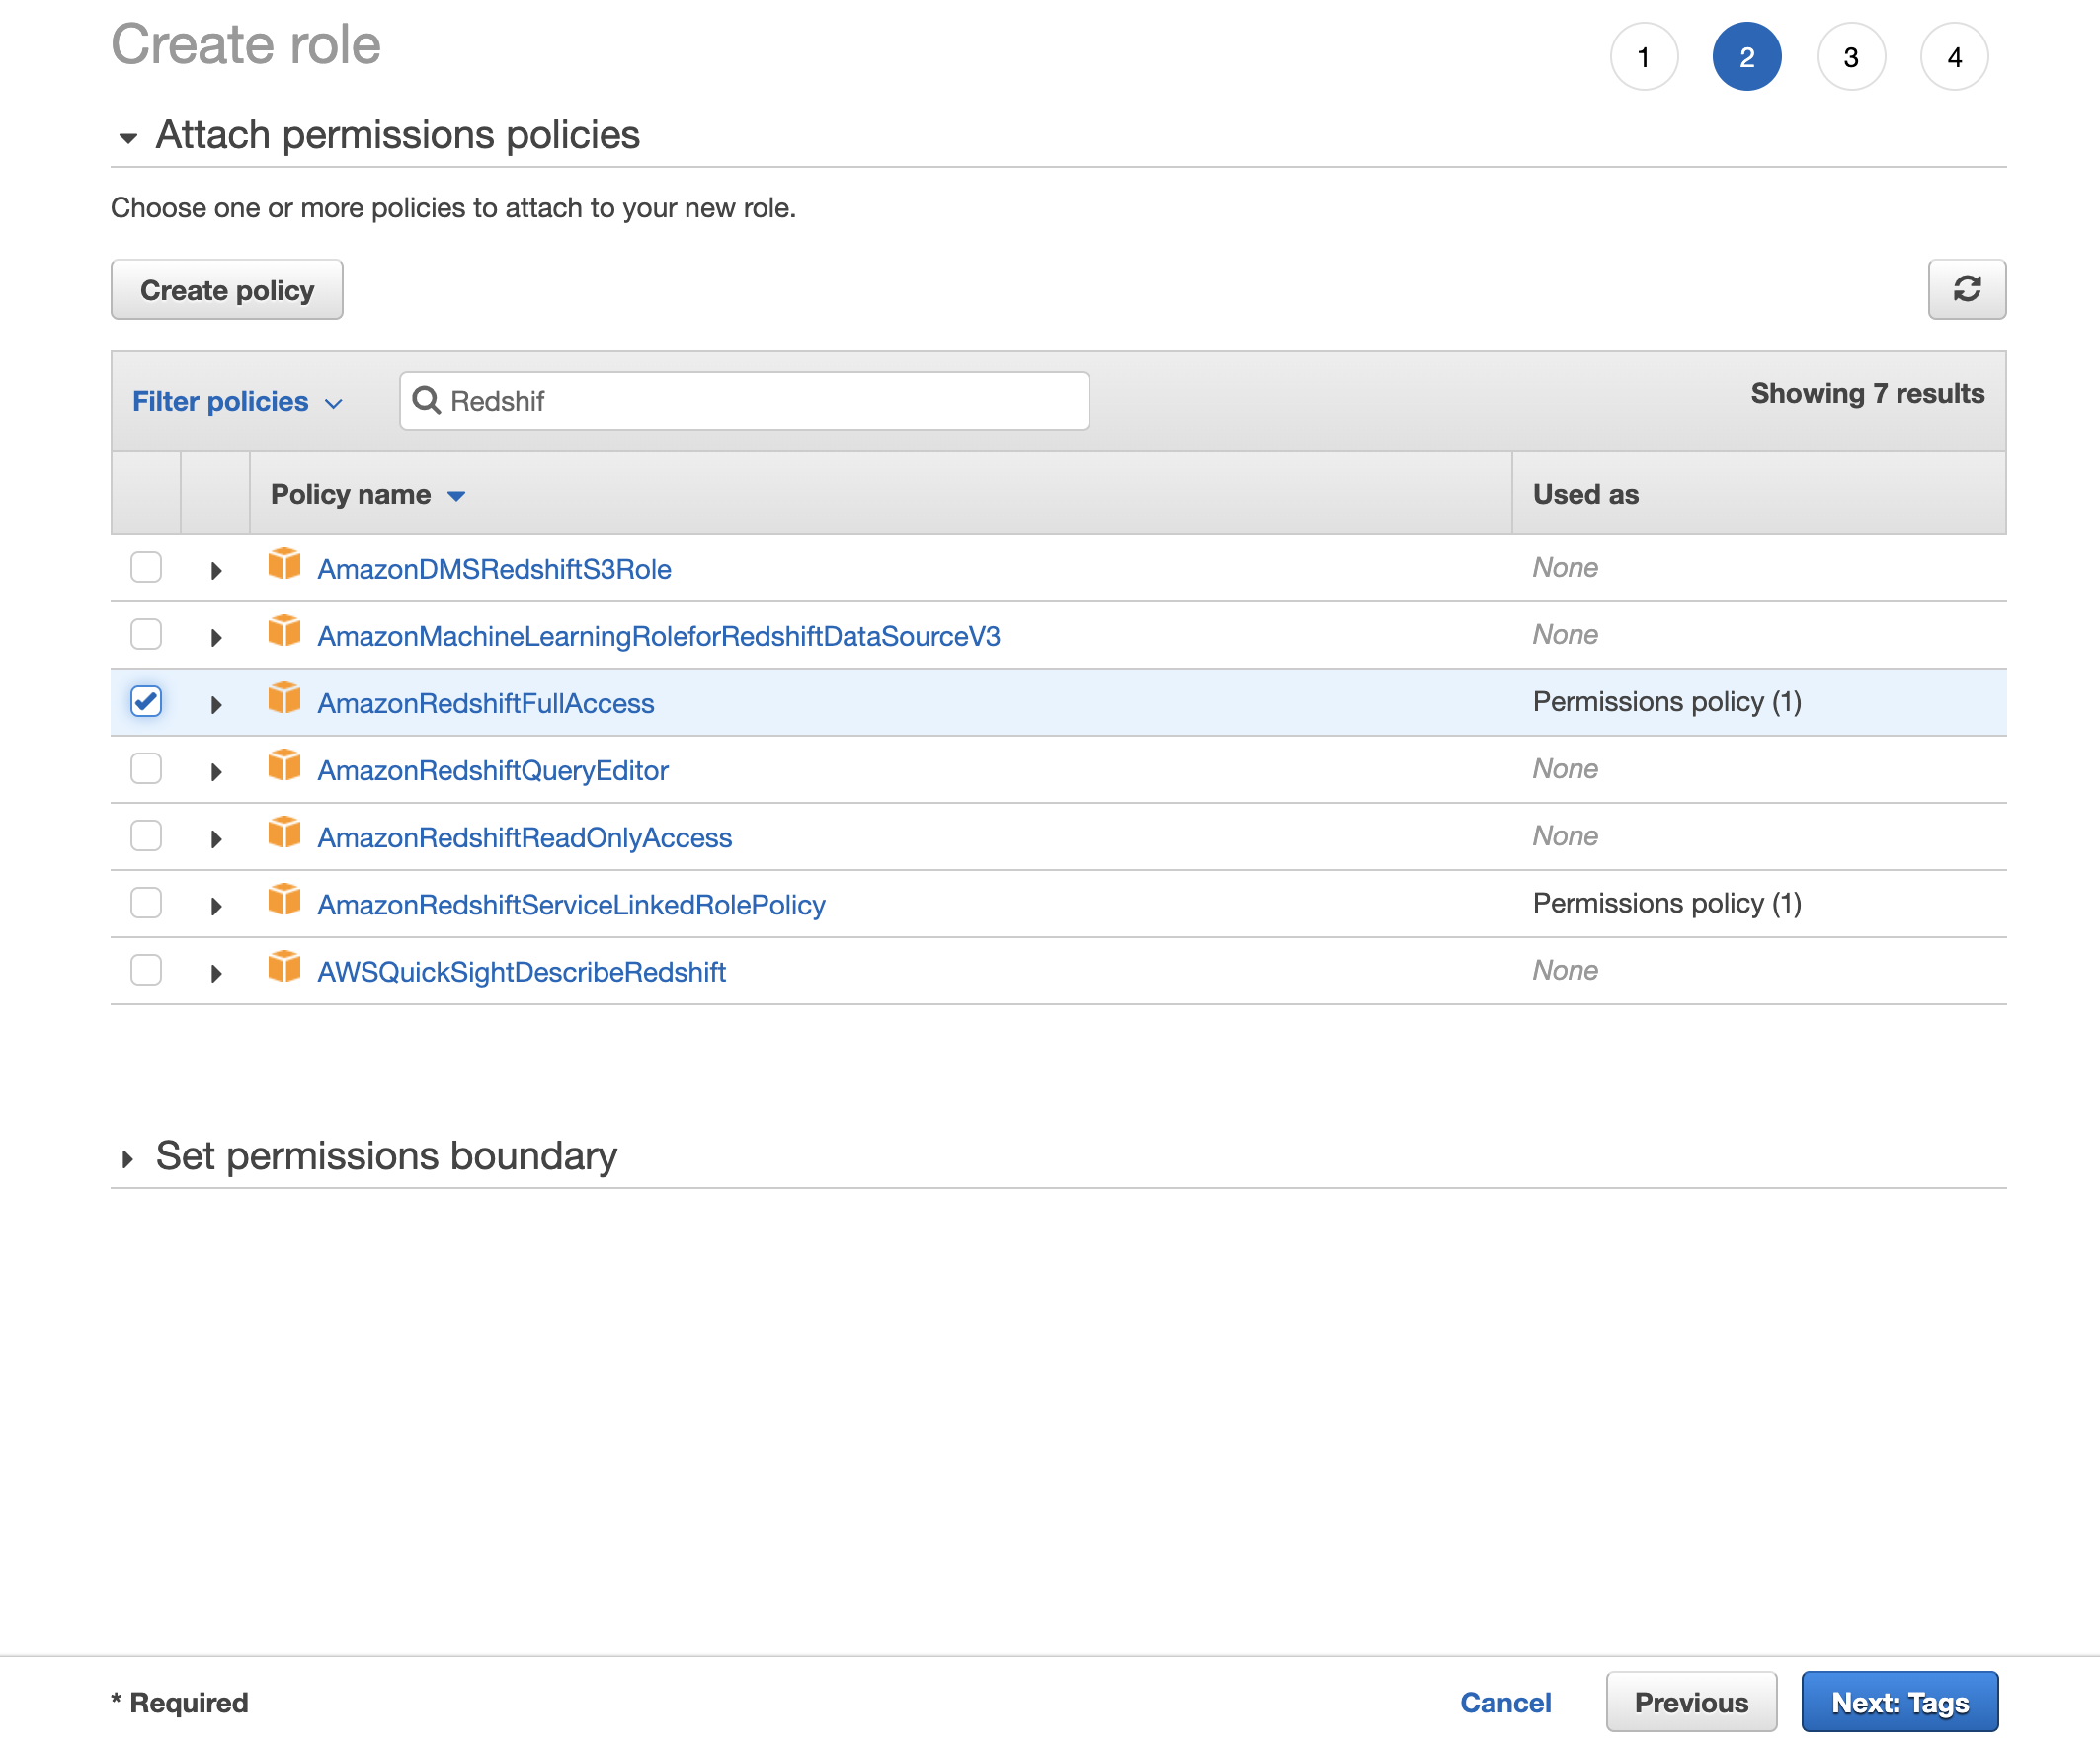 Create role
1 2 3 4
Attach permissions policies
Choose one or more policies to attach to your new role.
Create policy
Filter policies Redshif Showing 7 results
Policy name Used as
AmazonDMSRedshiftS3Role None
AmazonMachineLearningRoleforRedshiftDataSourceV3 None
AmazonRedshiftFullAccess Permissions policy (1)
AmazonRedshiftQueryEditor None
AmazonRedshiftReadOnlyAccess None
AmazonRedshiftServiceLinkedRolePolicy Permissions policy (1)
AWSQuickSightDescribeRedshift None
Set permissions boundary
* Required Cancel Previous Next: Tags